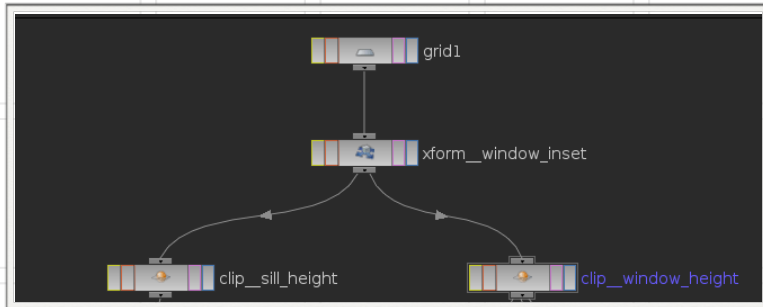 grid1
xform__window_inset
clip__sill_height
clip__window_height